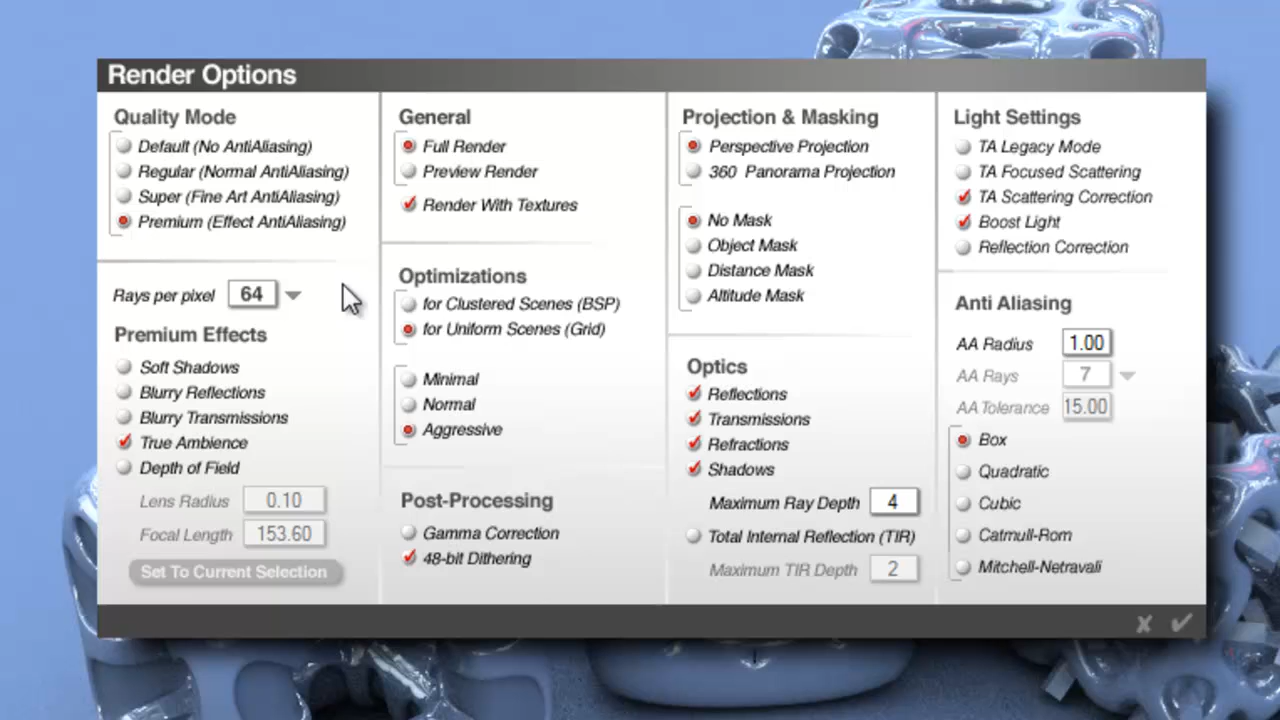 Render Options
Quality Mode
Default (No AntiAliasing)
Regular (Normal AntiAliasing)
Super (Fine Art AntiAliasing)
Premium (Effect AntiAliasing)
Rays per pixel 64
Premium Effects
Soft Shadows
Blurry Reflections
Blurry Transmissions
True Ambience
Depth of Field
Lens Radius 0.10
Focal Length 153.60
Set To Current Selection
General
Full Render
Preview Render
Render With Textures
Optimizations
for Clustered Scenes (BSP)
for Uniform Scenes (Grid)
Minimal
Normal
Aggressive
Post-Processing
Gamma Correction
48-bit Dithering
Projection & Masking
Perspective Projection
360 Panorama Projection
No Mask
Object Mask
Distance Mask
Altitude Mask
Optics
Reflections
Transmissions
Refractions
Shadows
Maximum Ray Depth 4
Total Internal Reflection (TIR)
Maximum TIR Depth 2
Light Settings
TA Legacy Mode
TA Focused Scattering
TA Scattering Correction
Boost Light
Reflection Correction
Anti Aliasing
AA Radius 1.00
AA Rays 7
AA Tolerance 15.00
Box
Quadratic
Cubic
Catmull-Rom
Mitchell-Netravali